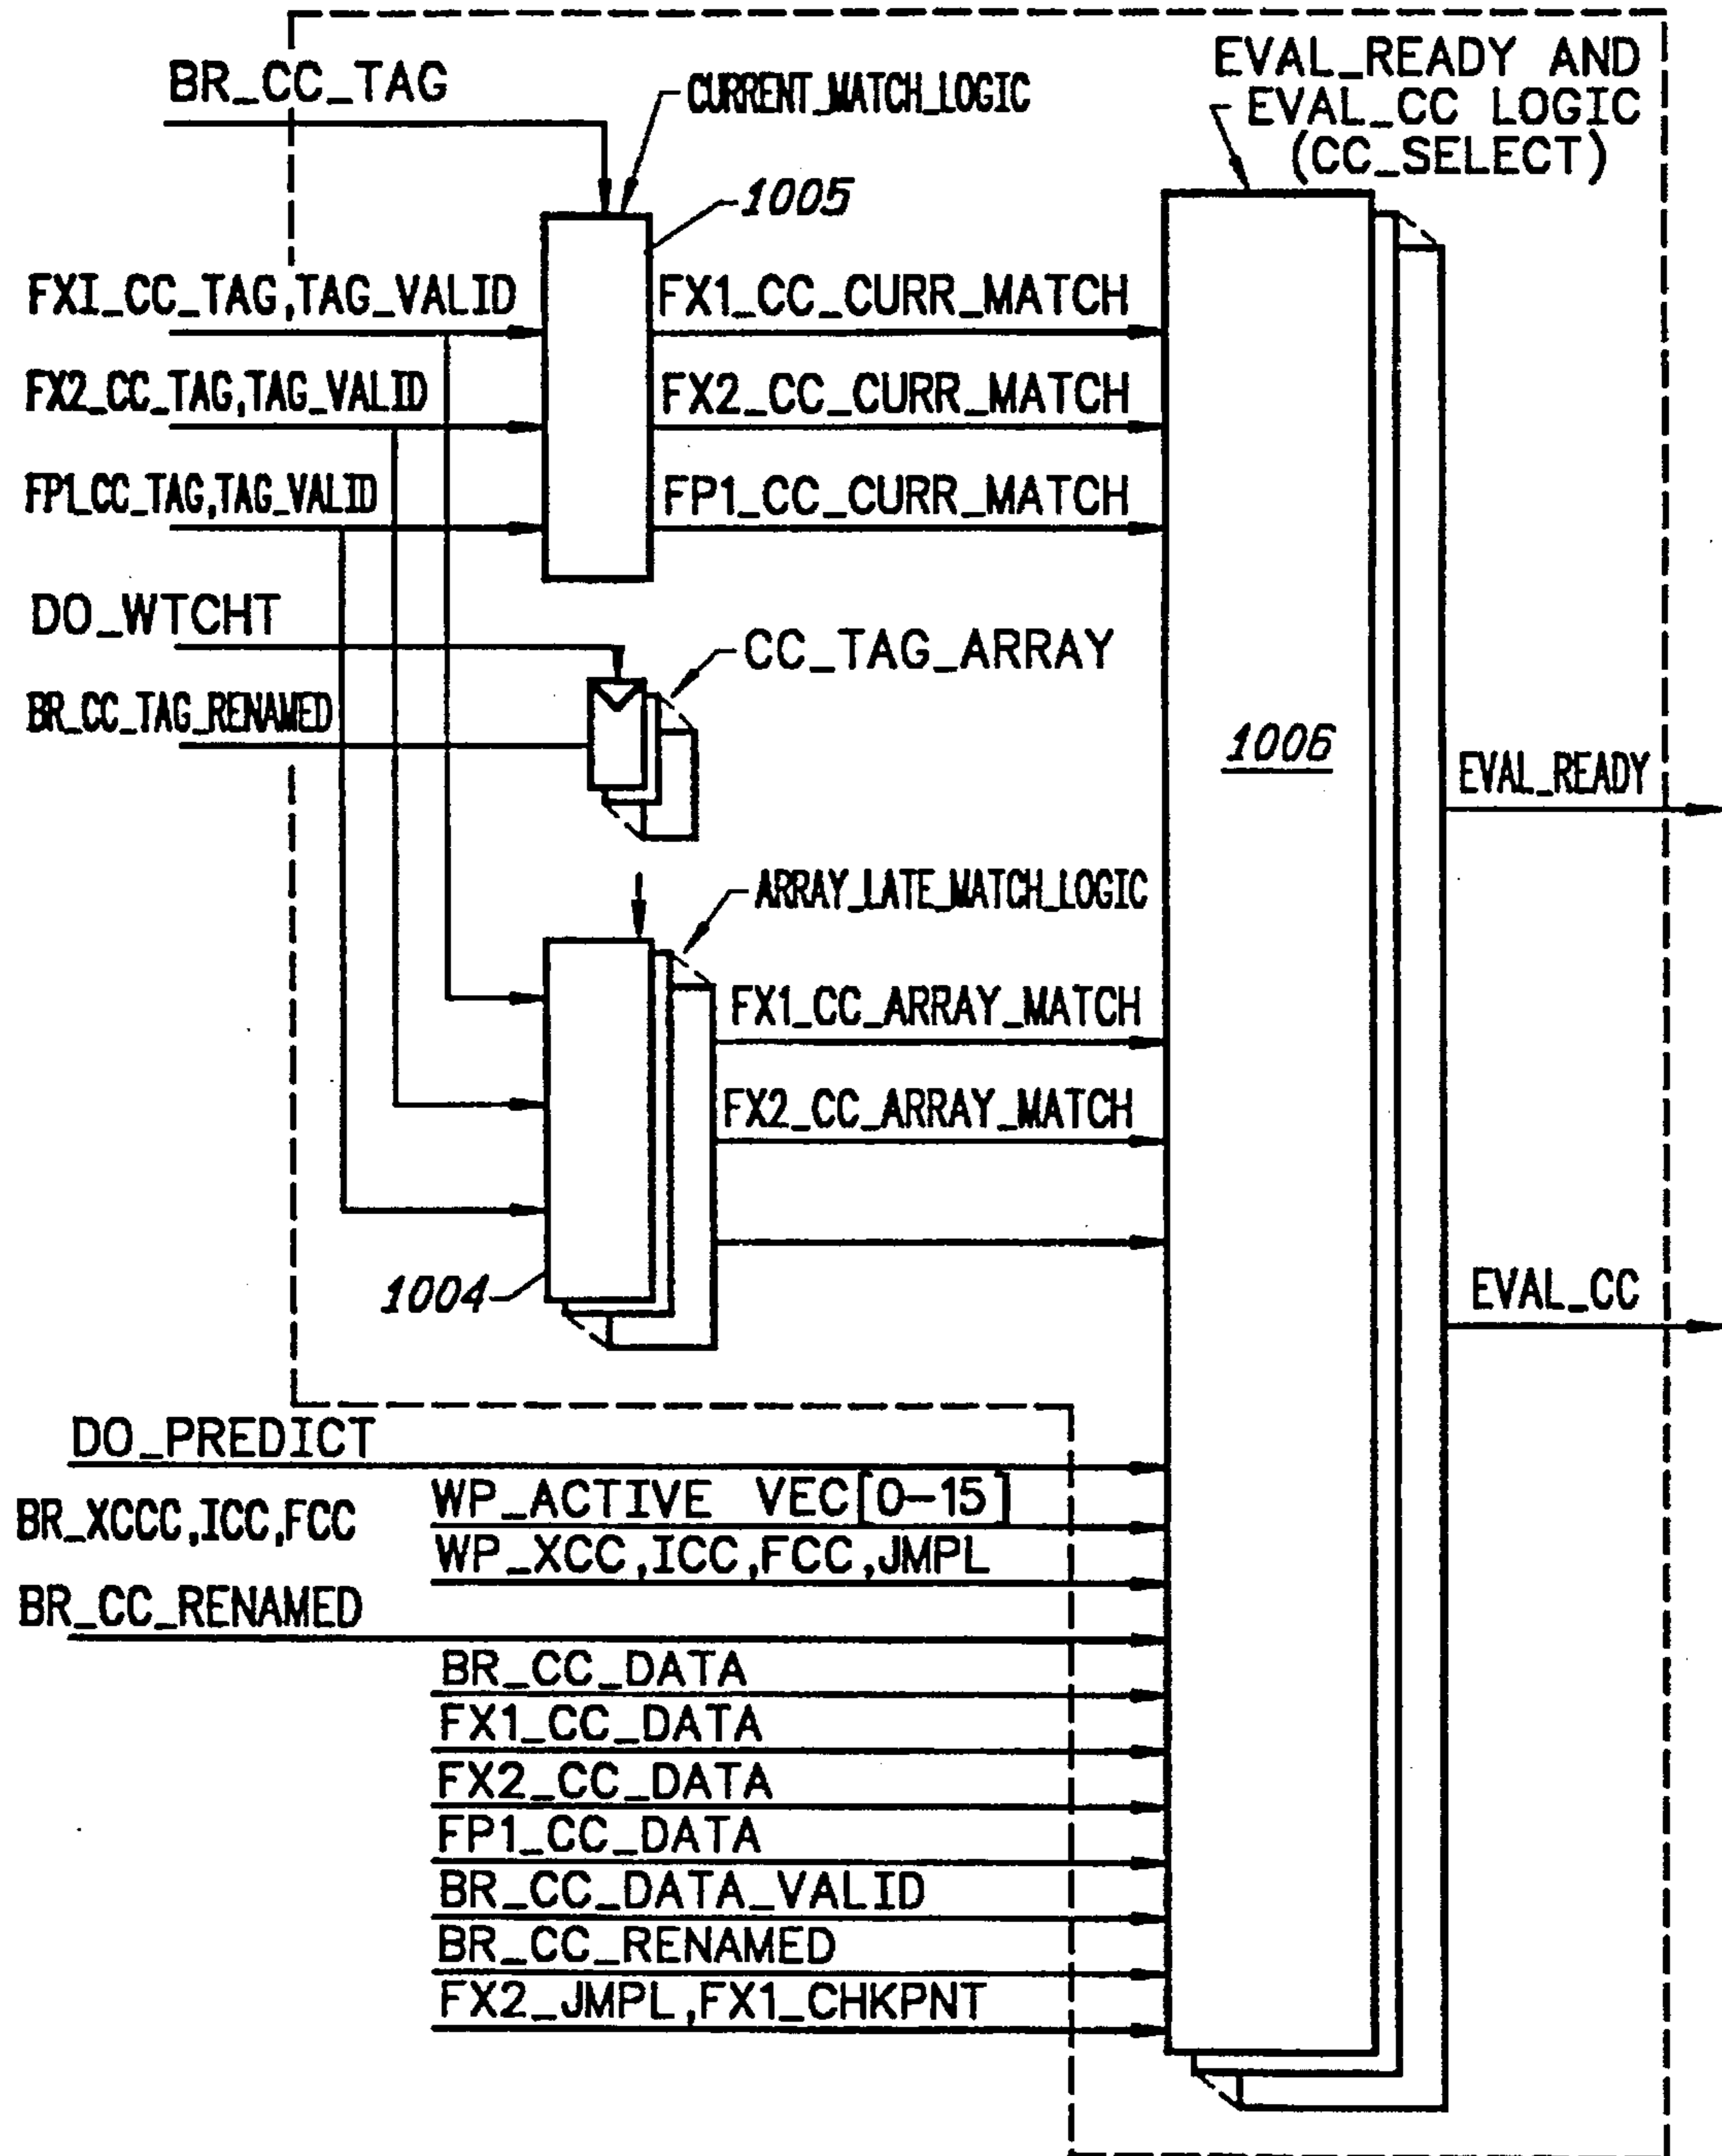 BR_CC_TAG
CURRENT_MATCH_LOGIC
EVAL_READY AND
EVAL_CC LOGIC
(CC_SELECT)
1005
FXI_CC_TAG,TAG_VALID
FX1_CC_CURR_MATCH
FX2_CC_TAG,TAG_VALID
FX2_CC_CURR_MATCH
FP1_CC_TAG,TAG_VALID
FP1_CC_CURR_MATCH
DO_WTCHT
CC_TAG_ARRAY
BR_CC_TAG_RENAMED
1006
EVAL_READY
ARRAY_LATE_MATCH_LOGIC
FX1_CC_ARRAY_MATCH
FX2_CC_ARRAY_MATCH
1004
EVAL_CC
DO_PREDICT
WP_ACTIVE VEC[0-15]
BR_XCCC,ICC,FCC
WP_XCC,ICC,FCC,JMPL
BR_CC_RENAMED
BR_CC_DATA
FX1_CC_DATA
FX2_CC_DATA
FP1_CC_DATA
BR_CC_DATA_VALID
BR_CC_RENAMED
FX2_JMPL,FX1_CHKPNT